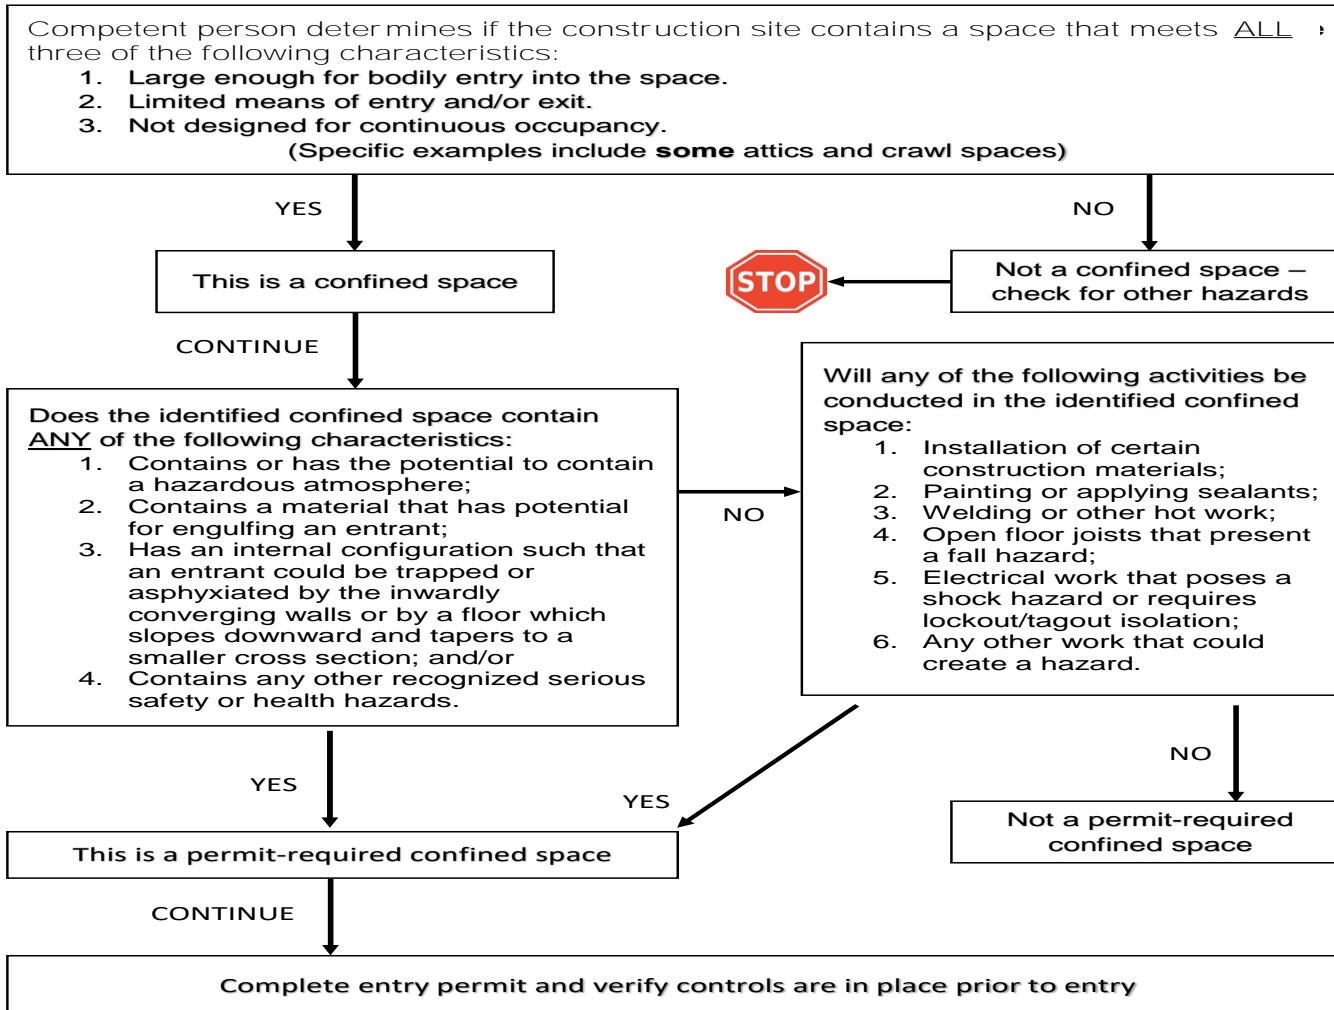 Competent person determines if the construction site contains a space that meets ALL
three of the following characteristics:
1. Large enough for bodily entry into the space.
2. Limited means of entry and/or exit.
3. Not designed for continuous occupancy.
(Specific examples include some attics and crawl spaces)
YES
NO
This is a confined space
STOP
Not a confined space –
check for other hazards
CONTINUE
Does the identified confined space contain
ANY of the following characteristics:
1. Contains or has the potential to contain
a hazardous atmosphere;
2. Contains a material that has potential
for engulfing an entrant;
3. Has an internal configuration such that
an entrant could be trapped or
asphyxiated by the inwardly
converging walls or by a floor which
slopes downward and tapers to a
smaller cross section; and/or
4. Contains any other recognized serious
safety or health hazards.
NO
Will any of the following activities be
conducted in the identified confined
space:
1. Installation of certain
construction materials;
2. Painting or applying sealants;
3. Welding or other hot work;
4. Open floor joists that present
a fall hazard;
5. Electrical work that poses a
shock hazard or requires
lockout/tagout isolation;
6. Any other work that could
create a hazard.
YES
YES
NO
This is a permit-required confined space
Not a permit-required
confined space
CONTINUE
Complete entry permit and verify controls are in place prior to entry